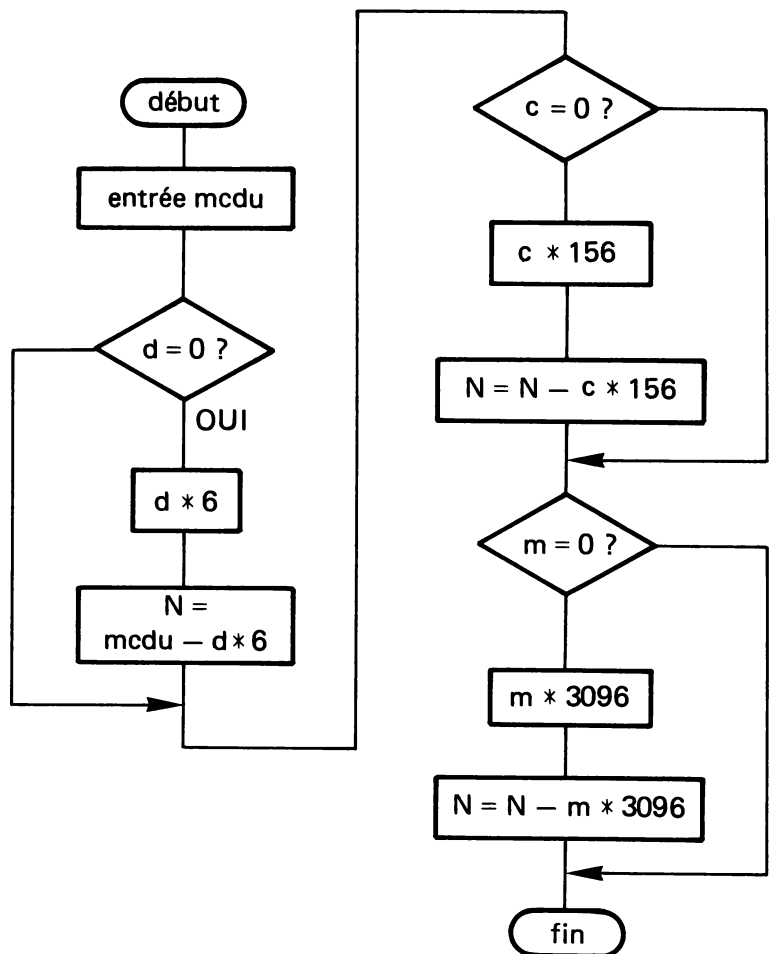 début
entrée mcdu
d = 0 ?
OUI
d * 6
N =
mcdu – d * 6
c = 0 ?
c * 156
N = N – c * 156
m = 0 ?
m * 3096
N = N – m * 3096
fin